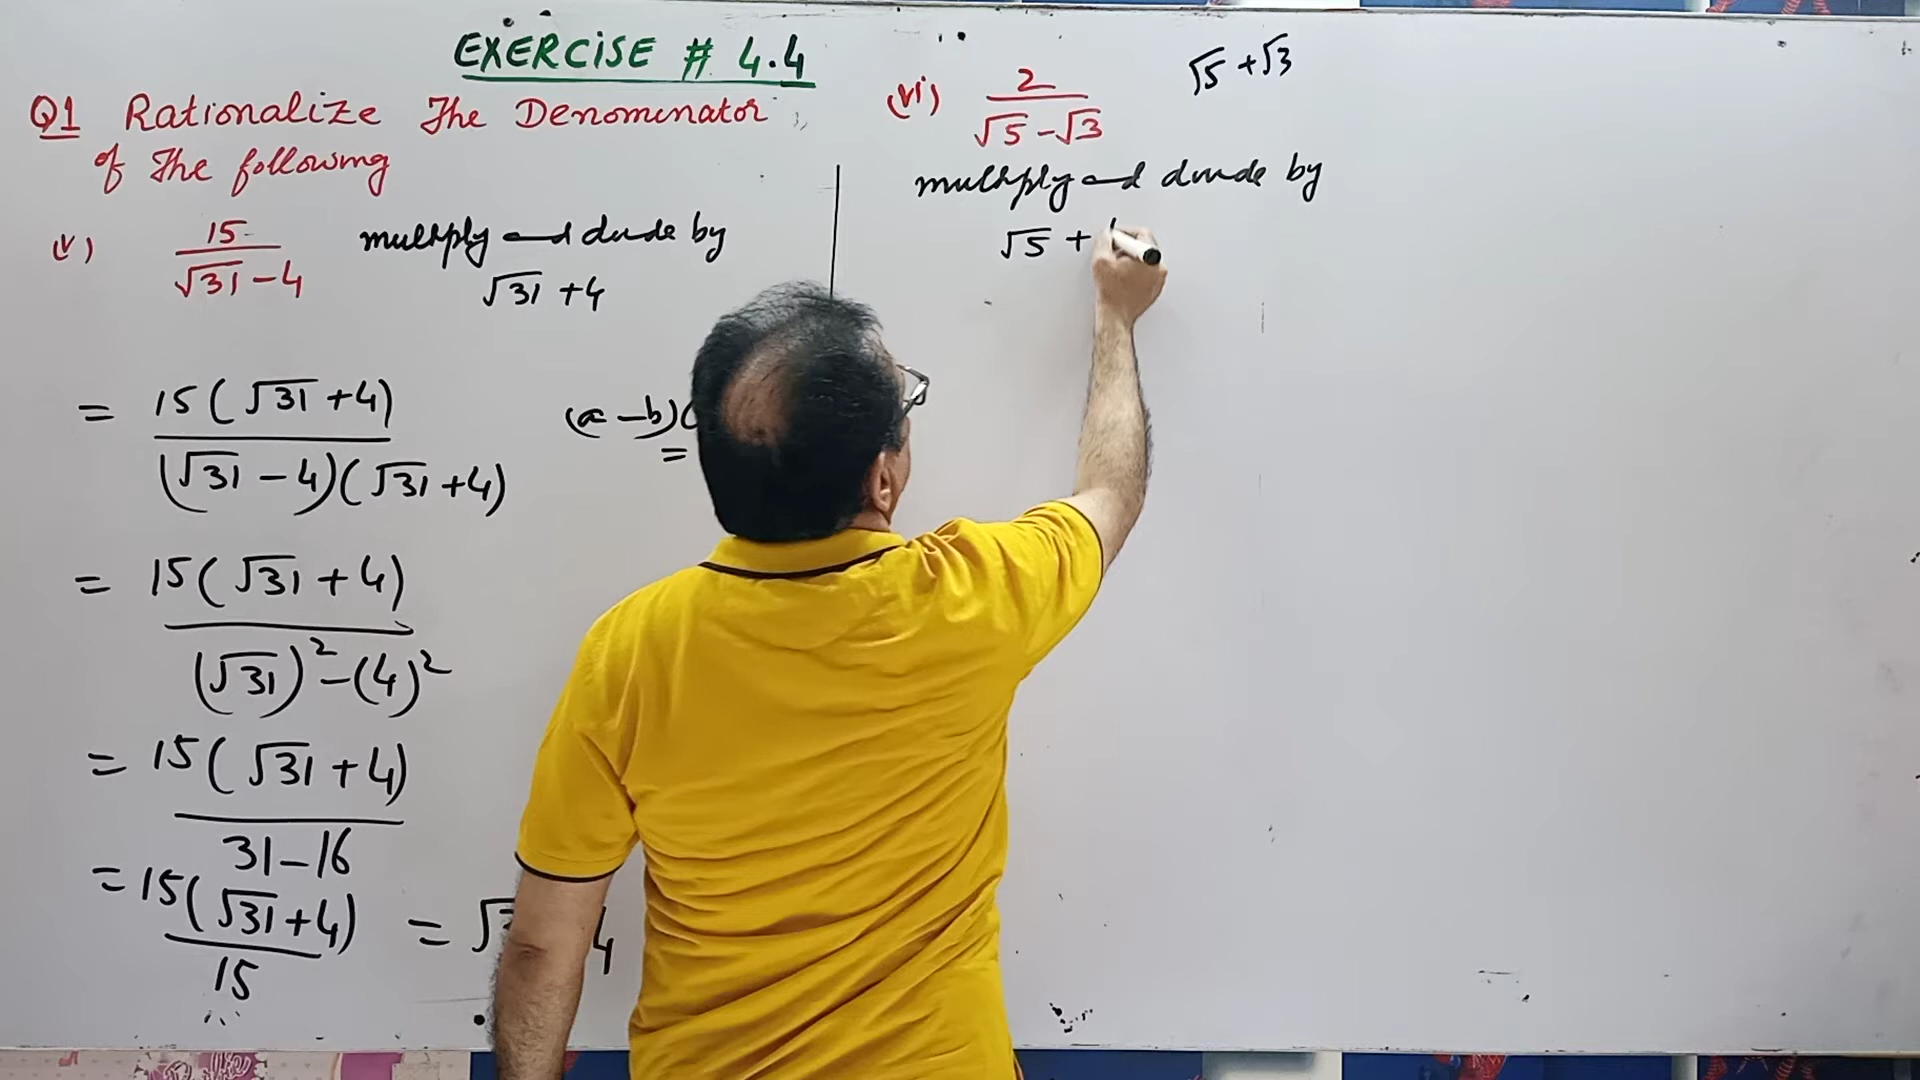 EXERCISE # 4.4
Q1 Rationalize The Denomenator
of The following
(v) 15/(√31 - 4) multiply and divide by
√31 + 4
= 15(√31 + 4)/((√31 - 4)(√31 + 4))
(a - b)(
=
= 15(√31 + 4)/((√31)² - (4)²)
= 15(√31 + 4)/(31 - 16)
= 15(√31 + 4)/15 = √ 4
(vi) 2/(√5 - √3)
√5 + √3
multiply and divide by
√5 +